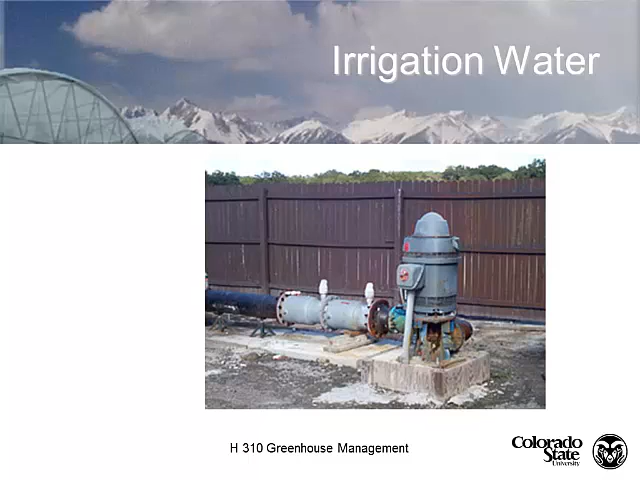 Irrigation Water
H 310 Greenhouse Management
Colorado
State
University